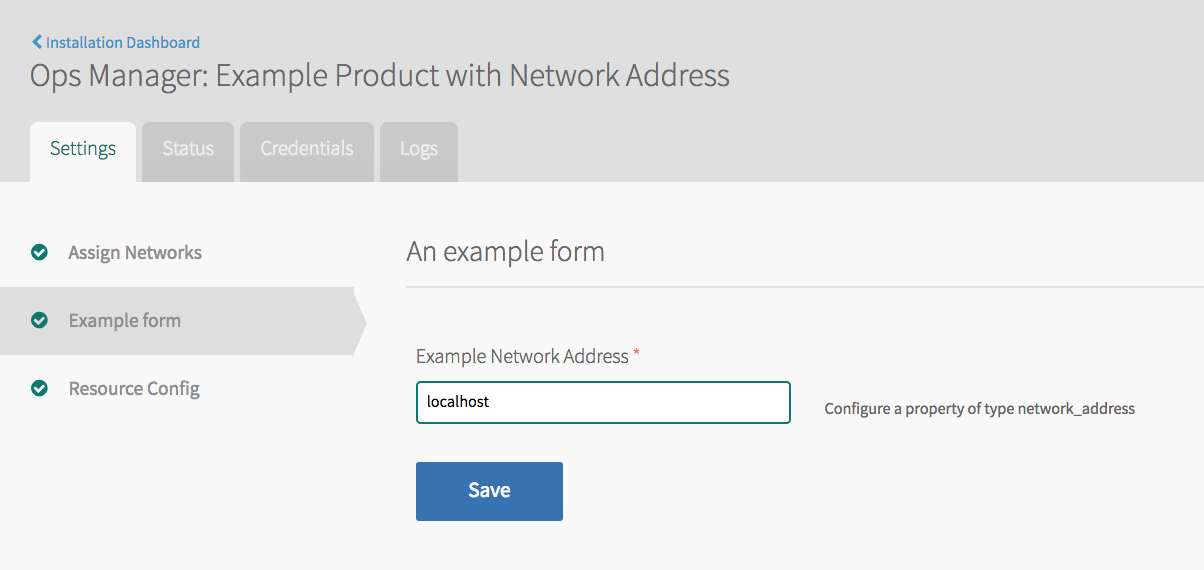 Installation Dashboard
Ops Manager: Example Product with Network Address
Settings
Status
Credentials
Logs
Assign Networks
Example form
Resource Config
An example form
Example Network Address *
localhost
Configure a property of type network_address
Save